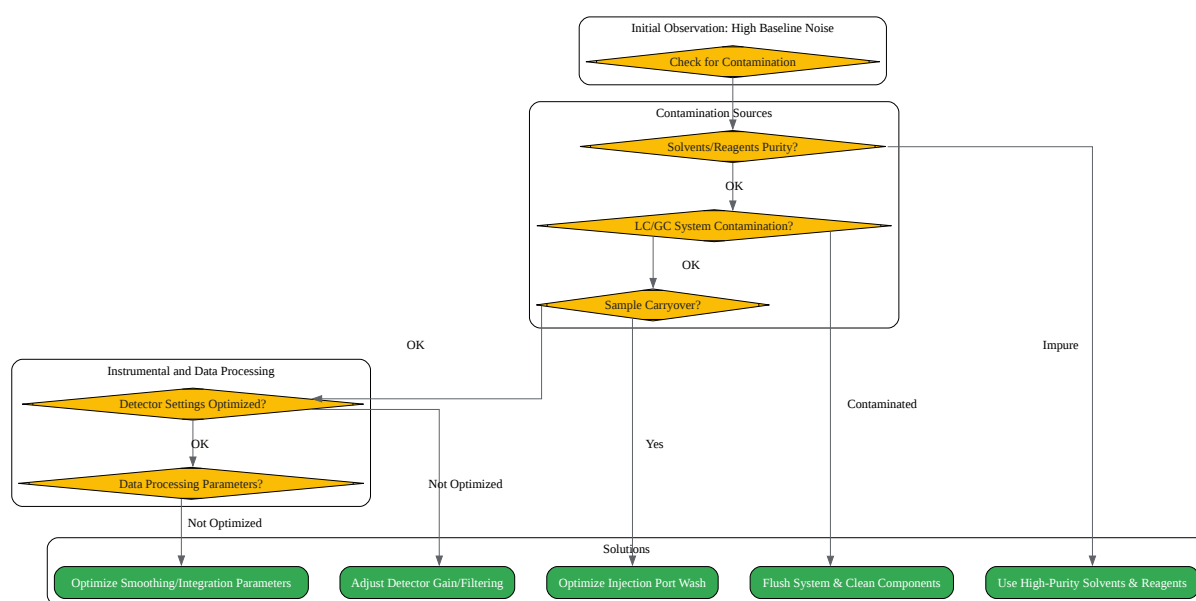 Initial Observation: High Baseline Noise
Check for Contamination
Contamination Sources
Solvents/Reagents Purity?
OK
LC/GC System Contamination?
OK
Sample Carryover?
OK
Impure
Instrumental and Data Processing
Detector Settings Optimized?
Contaminated
OK
Yes
Data Processing Parameters?
Not Optimized
Not Optimized
Solutions
Optimize Smoothing/Integration Parameters
Adjust Detector Gain/Filtering
Optimize Injection Port Wash
Flush System & Clean Components
Use High-Purity Solvents & Reagents